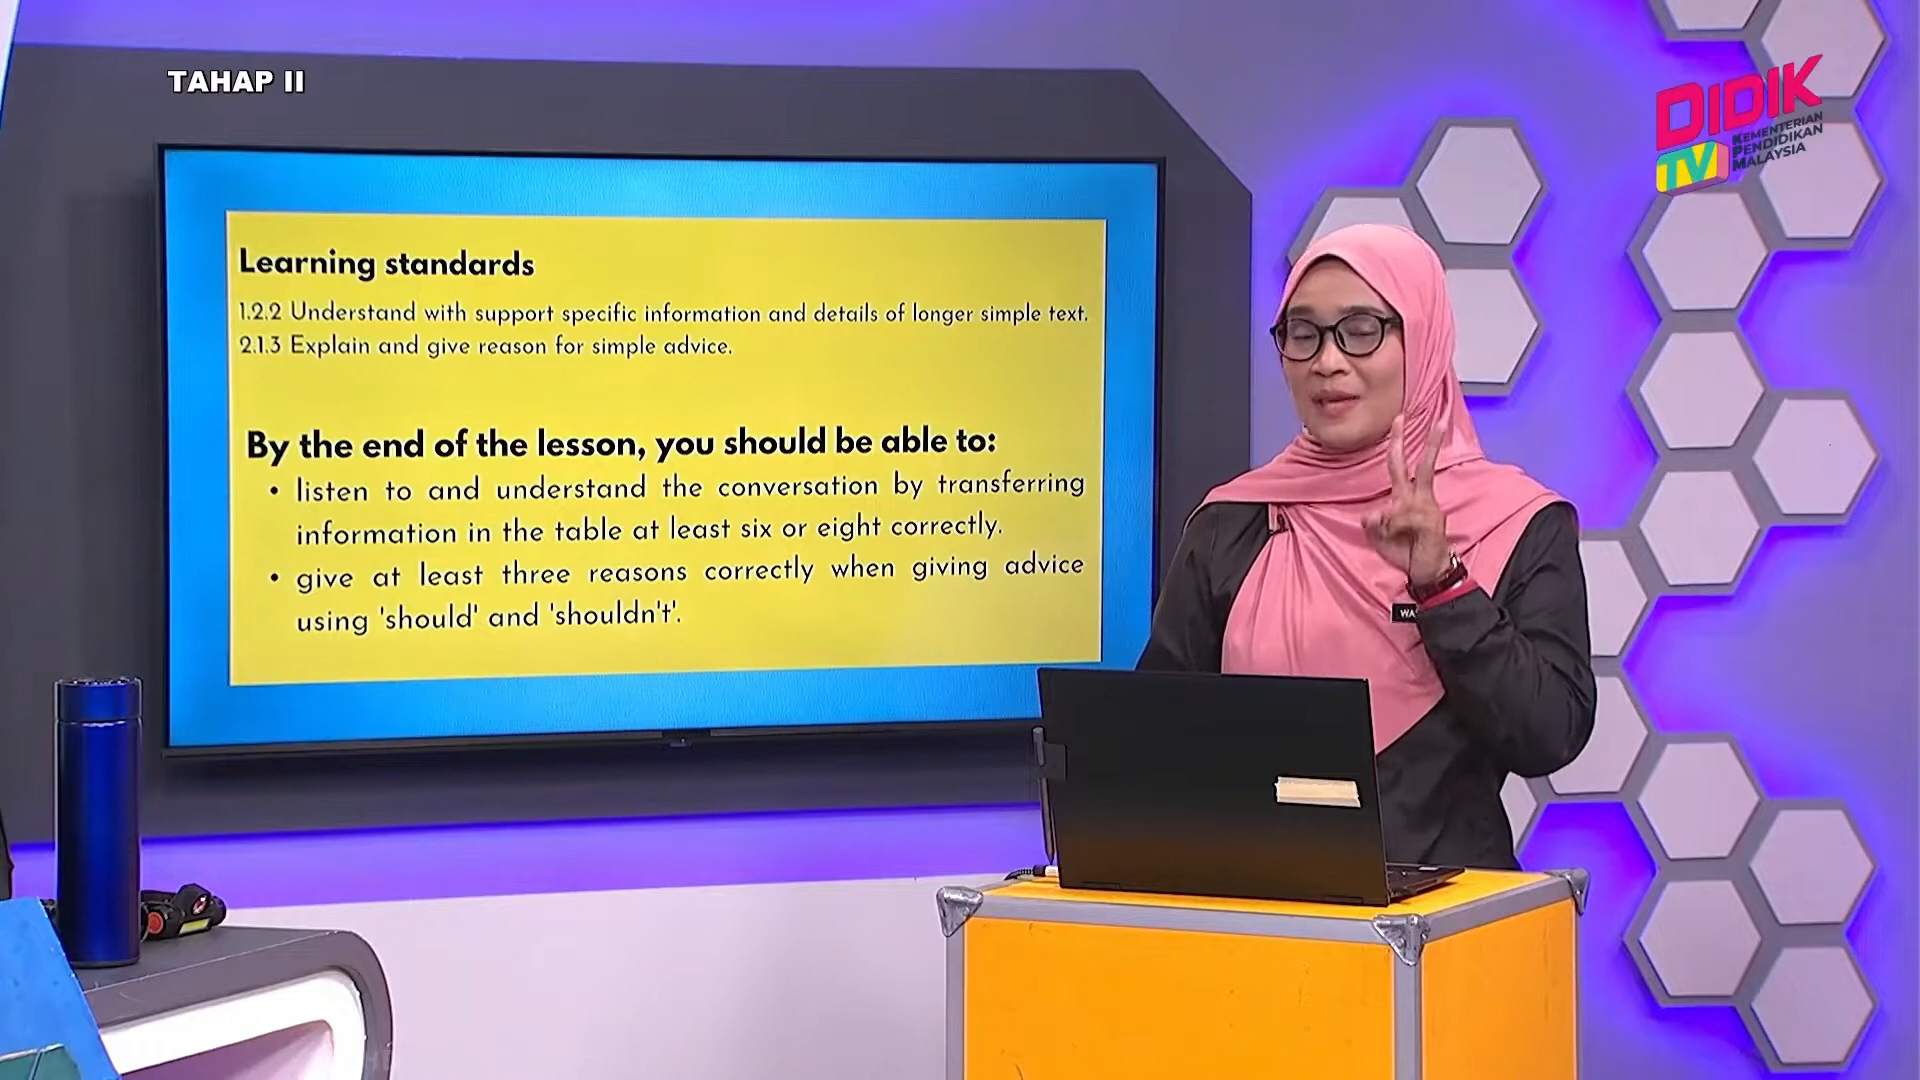 TAHAP II
DIDIK
TV
KEMENTERIAN
PENDIDIKAN
MALAYSIA
Learning standards
1.2.2 Understand with support specific information and details of longer simple text.
2.1.3 Explain and give reason for simple advice.
By the end of the lesson, you should be able to:
• listen to and understand the conversation by transferring
information in the table at least six or eight correctly.
• give at least three reasons correctly when giving advice
using 'should' and 'shouldn't'.